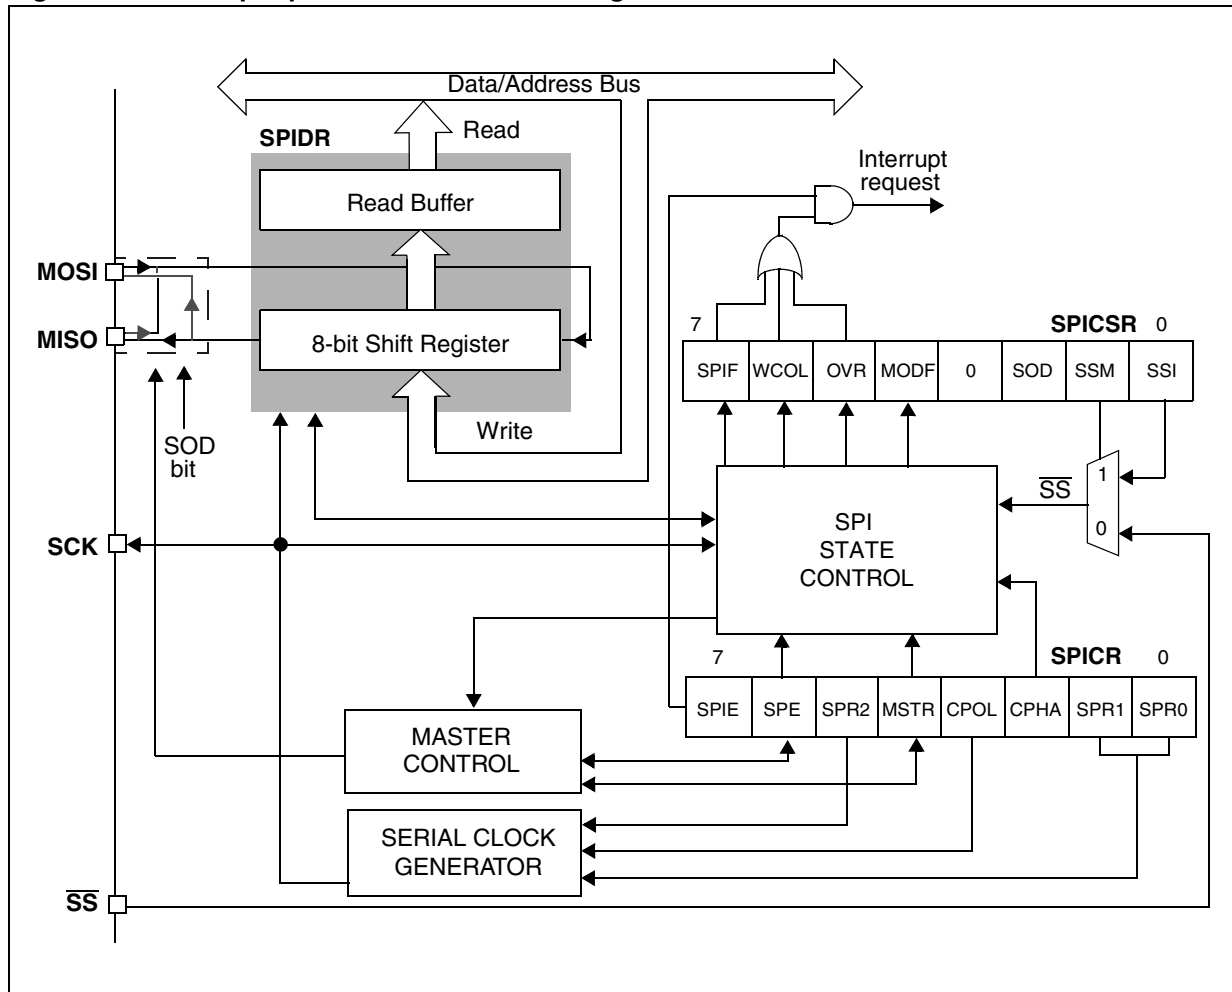 Data/Address Bus
SPIDR
Read
Read Buffer
Interrupt
request
MOSI
MISO
8-bit Shift Register
Write
SOD
bit
7
SPICSR 0
SPIF WCOL OVR MODF 0 SOD SSM SSI
SS
1
0
SCK
SPI
STATE
CONTROL
7
SPICR 0
SPIE SPE SPR2 MSTR CPOL CPHA SPR1 SPR0
MASTER
CONTROL
SERIAL CLOCK
GENERATOR
SS